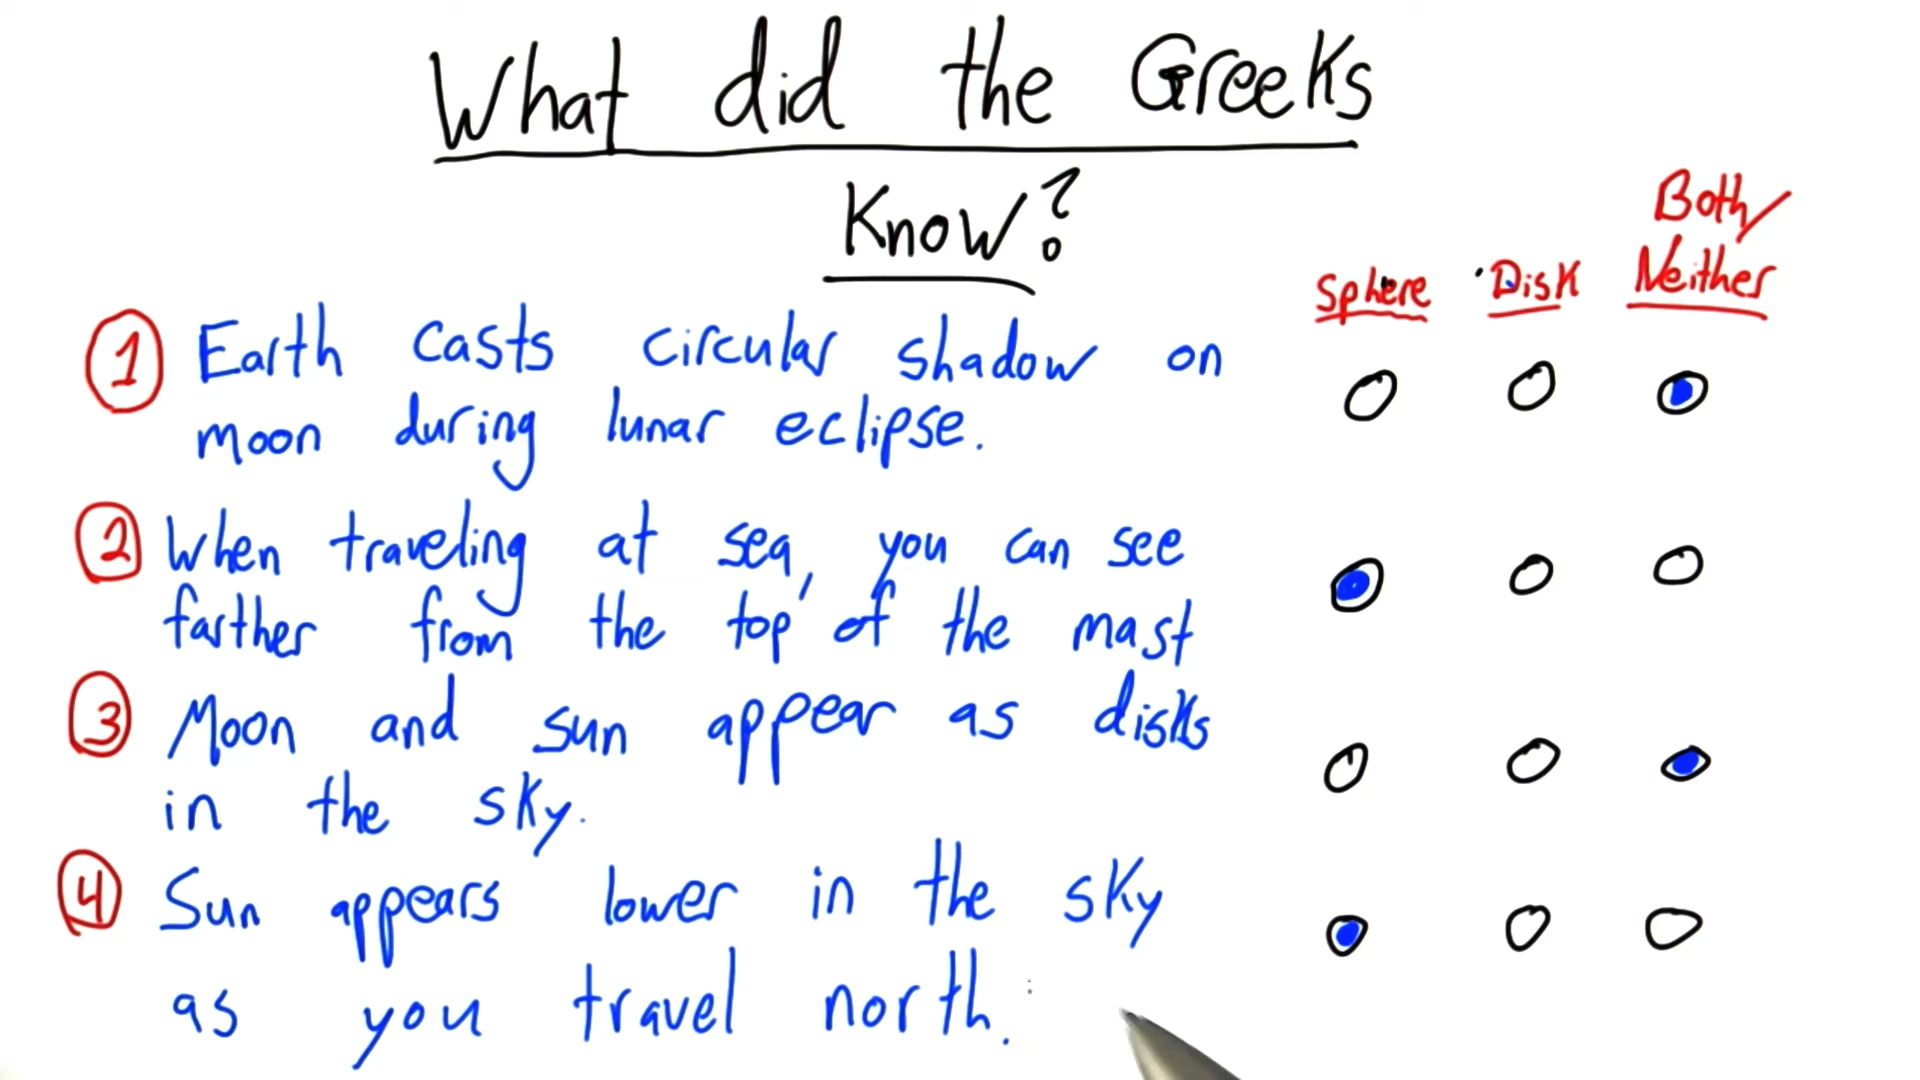 What did the Greeks
Know?
Both/
Neither
Sphere
Disk
1 Earth casts circular shadow on
moon during lunar eclipse.
2 When traveling at sea, you can see
farther from the top of the mast
3 Moon and sun appear as disks
in the sky.
4 Sun appears lower in the sky
as you travel north.